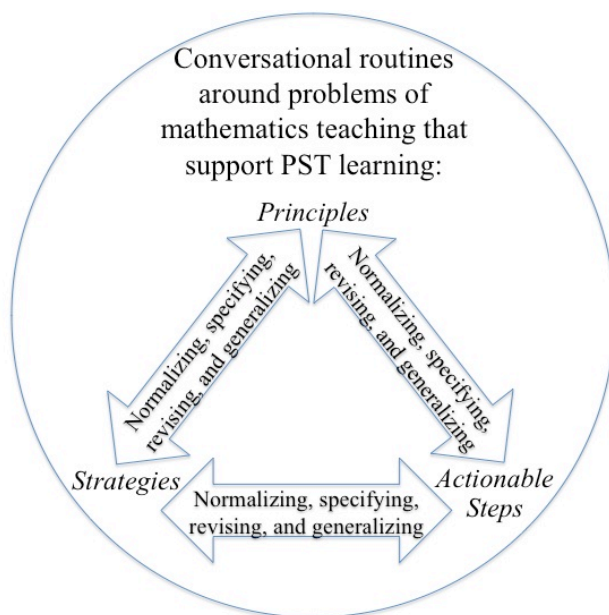 Conversational routines
around problems of
mathematics teaching that
support PST learning:
Principles
Normalizing, specifying,
revising, and generalizing
Normalizing, specifying,
revising, and generalizing
Strategies
Normalizing, specifying,
revising, and generalizing
Actionable
Steps